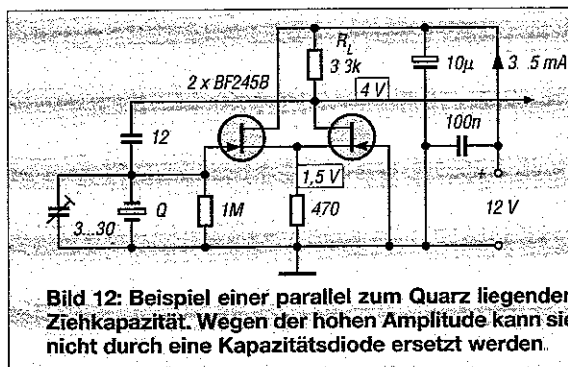 R_L
3 3k
10µ
3 .. 5 mA
2 x BF245B
4 V
100n
12
1,5 V
+
3...30
Q
1M
470
12 V
Bild 12: Beispiel einer parallel zum Quarz liegenden
Ziehkapazität. Wegen der hohen Amplitude kann sie
nicht durch eine Kapazitätsdiode ersetzt werden.